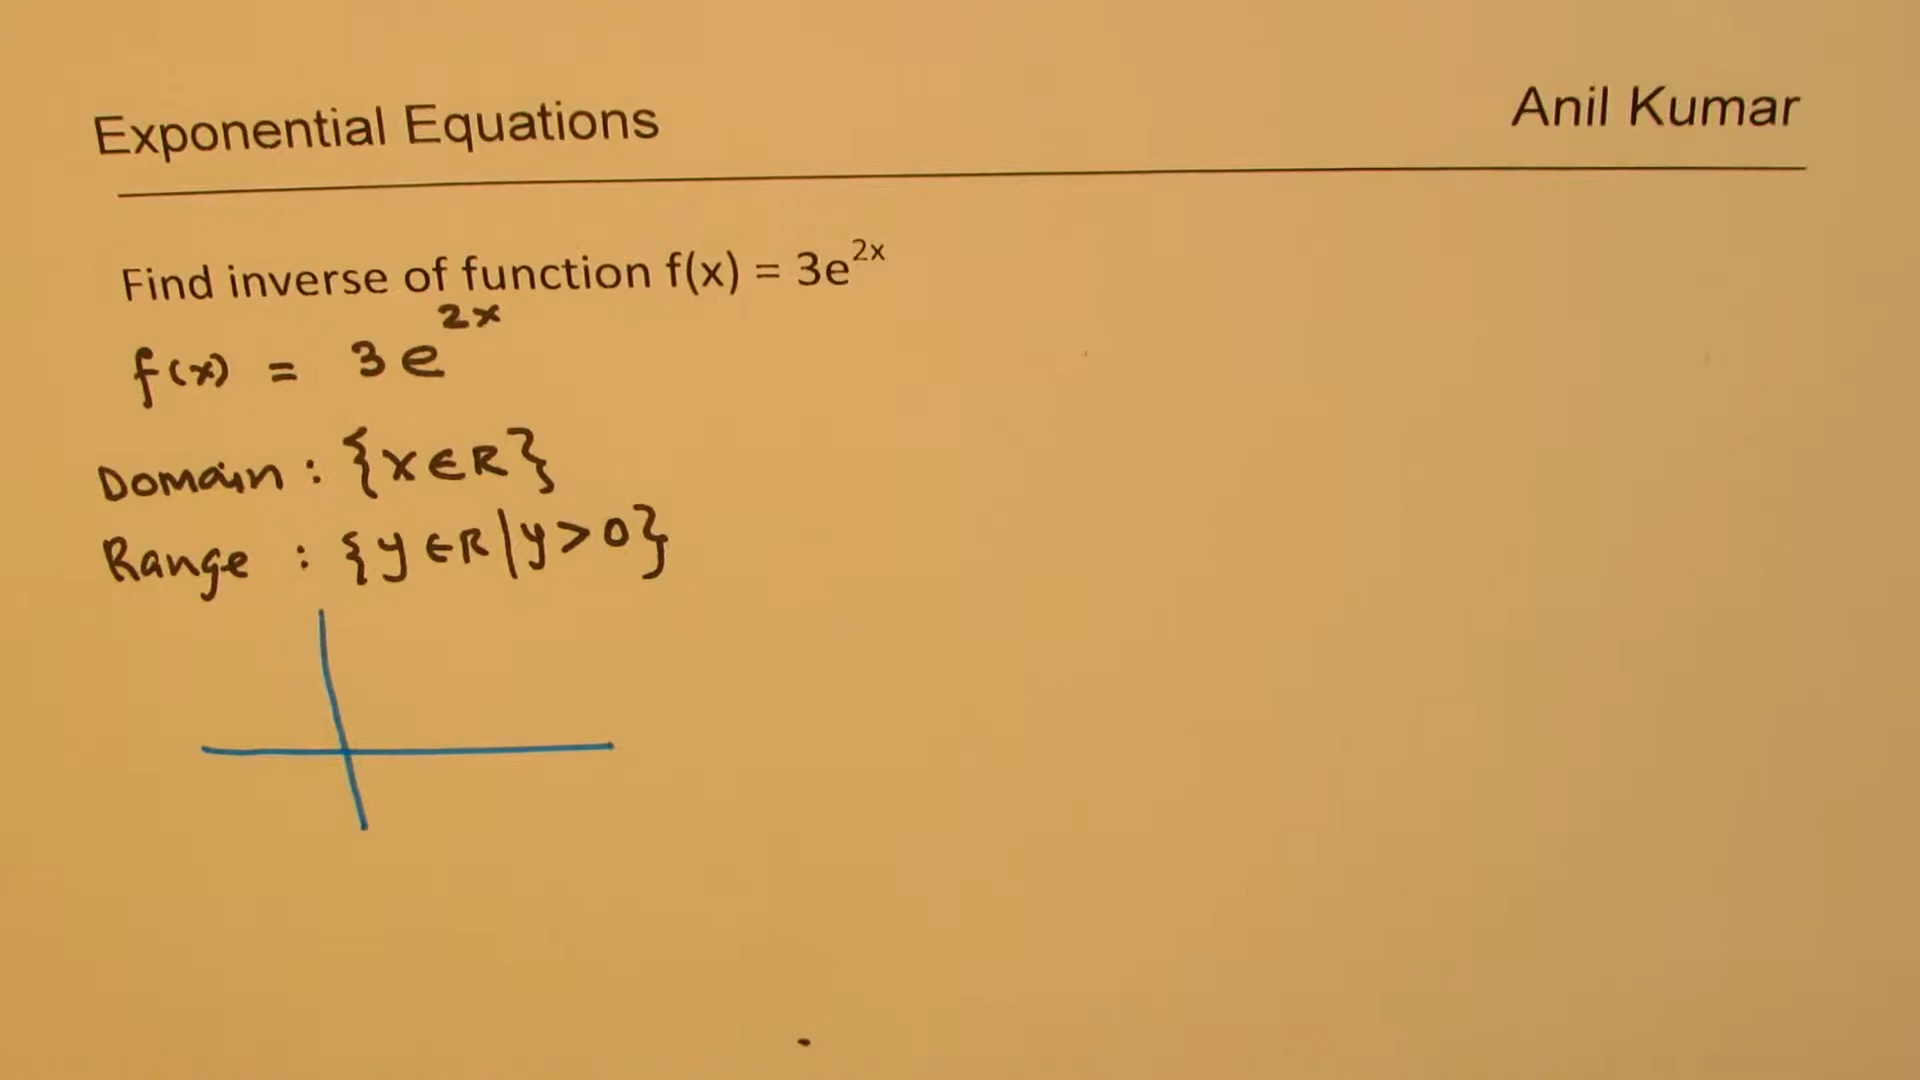 Exponential Equations
Anil Kumar
Find inverse of function f(x) = 3e^{2x}
f(x) = 3e^{2x}
Domain : {x∈R}
Range : {y∈R|y>0}